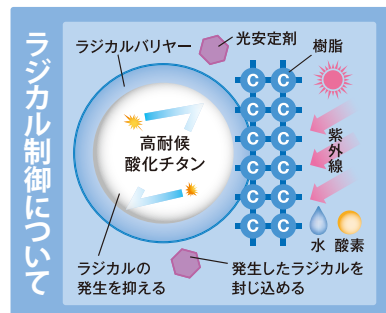 ラジカル制御について
ラジカルバリヤー
光安定剤
樹脂
高耐候
酸化チタン
C C
C C
C C
C C
紫外線
水
酸素
ラジカルの
発生を抑える
発生したラジカルを
封じ込める